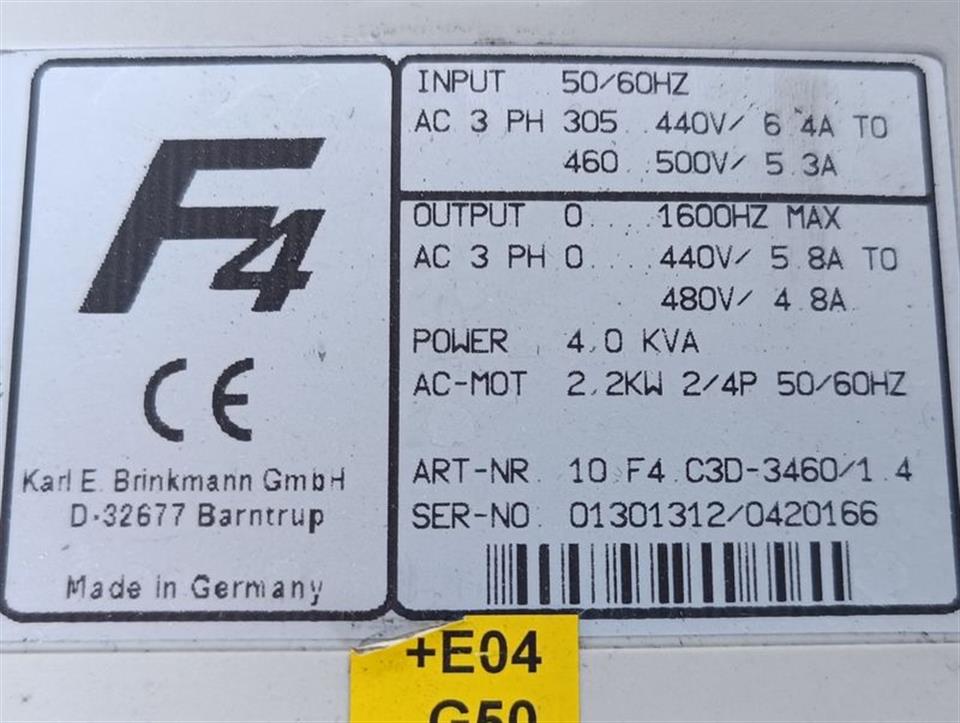 F4
CE
Karl E. Brinkmann GmbH
D-32677 Barntrup
Made in Germany
INPUT 50/60HZ
AC 3 PH 305..440V/ 6.4A TO
460..500V/ 5.3A
OUTPUT 0....1600HZ MAX
AC 3 PH 0.... 440V/ 5.8A TO
480V/ 4.8A
POWER 4.0 KVA
AC-MOT. 2.2KW 2/4P 50/60HZ
ART-NR. 10.F4.C3D-3460/1.4
SER-NO. 01301312/0420166
+E04
G50